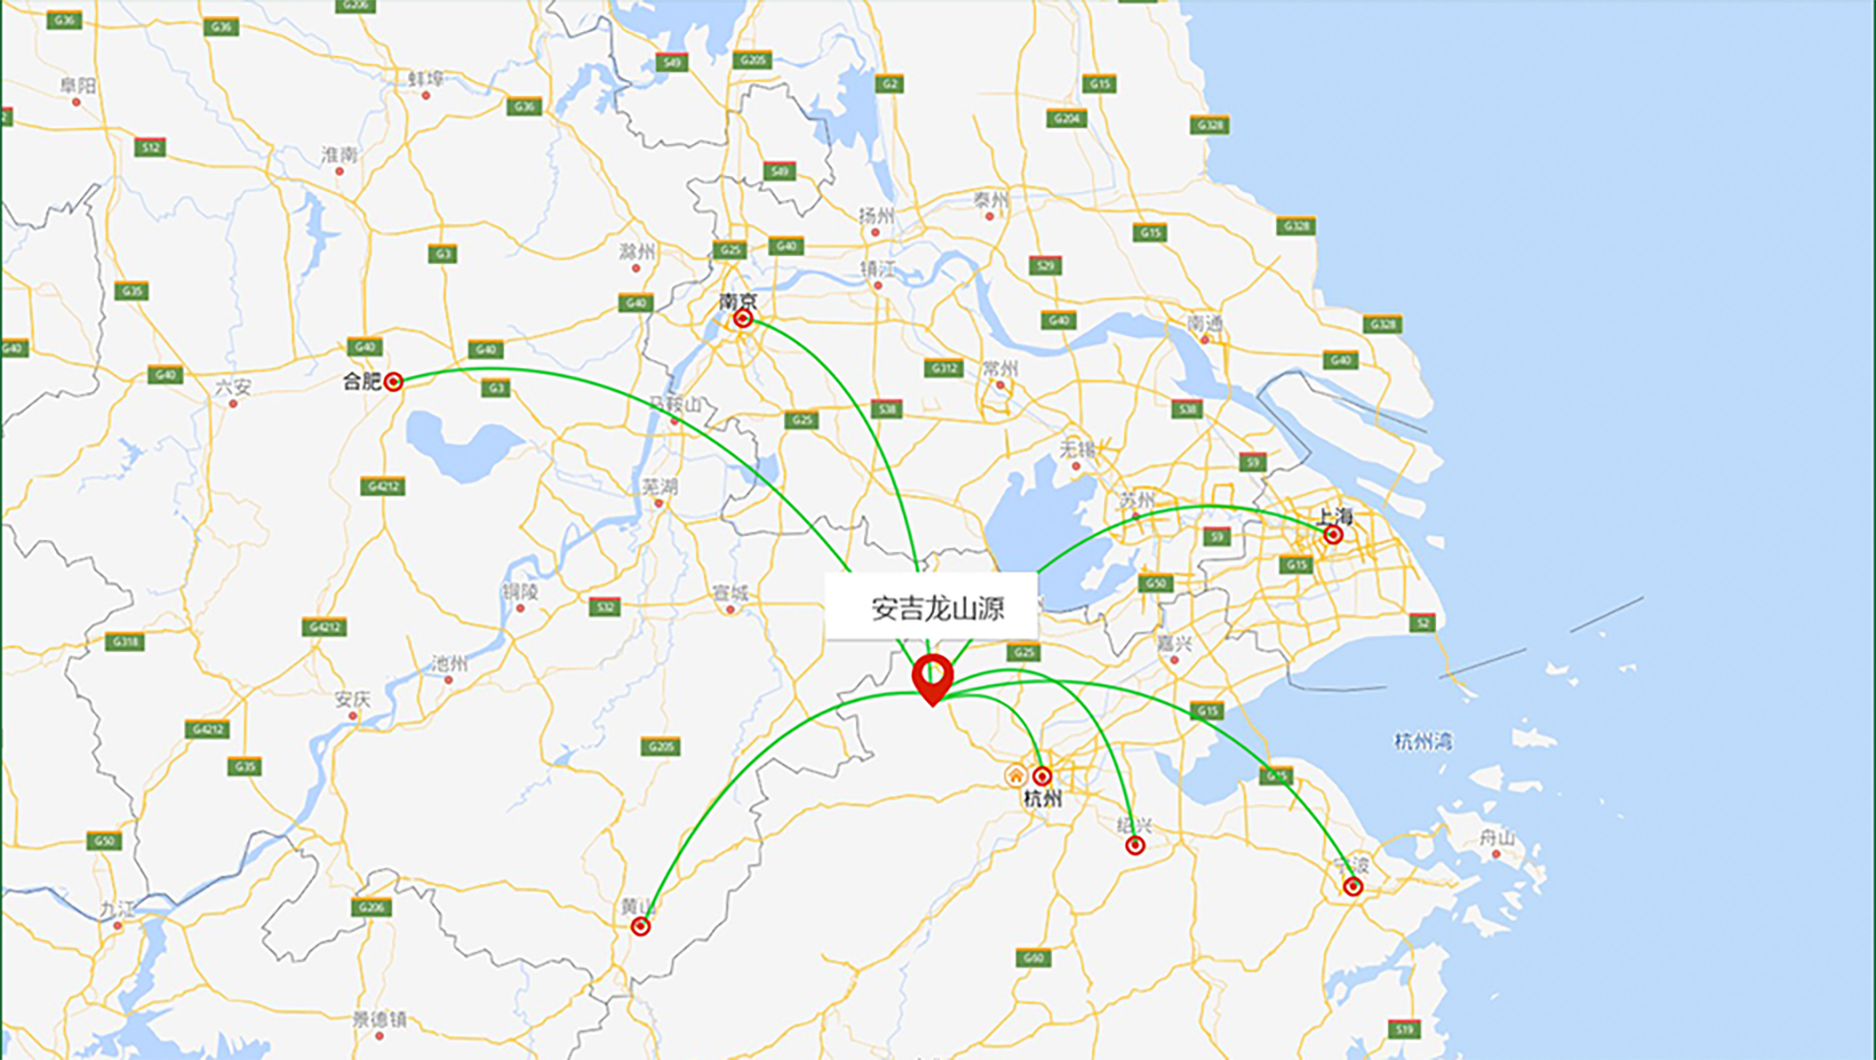 G206
G36
G36
S49
G205
阜阳
蚌埠
G2
G15
G36
G204
G328
S12
淮南
S49
泰州
扬州
G328
G15
滁州
G3
G25
G40
S29
镇江
G35
G40
南京
G40
南通
G328
G40
G40
G40
G40
G312
常州
G40
合肥
六安
G3
马鞍山
G25
S38
S38
无锡
S9
G4212
芜湖
苏州
上海
S9
G15
G50
铜陵
S32
宣城
安吉龙山源
S2
G4212
G318
嘉兴
G25
池州
安庆
G15
G4212
G205
杭州湾
G35
杭州
绍兴
G50
舟山
宁波
九江
G206
黄山
G60
景德镇
S19